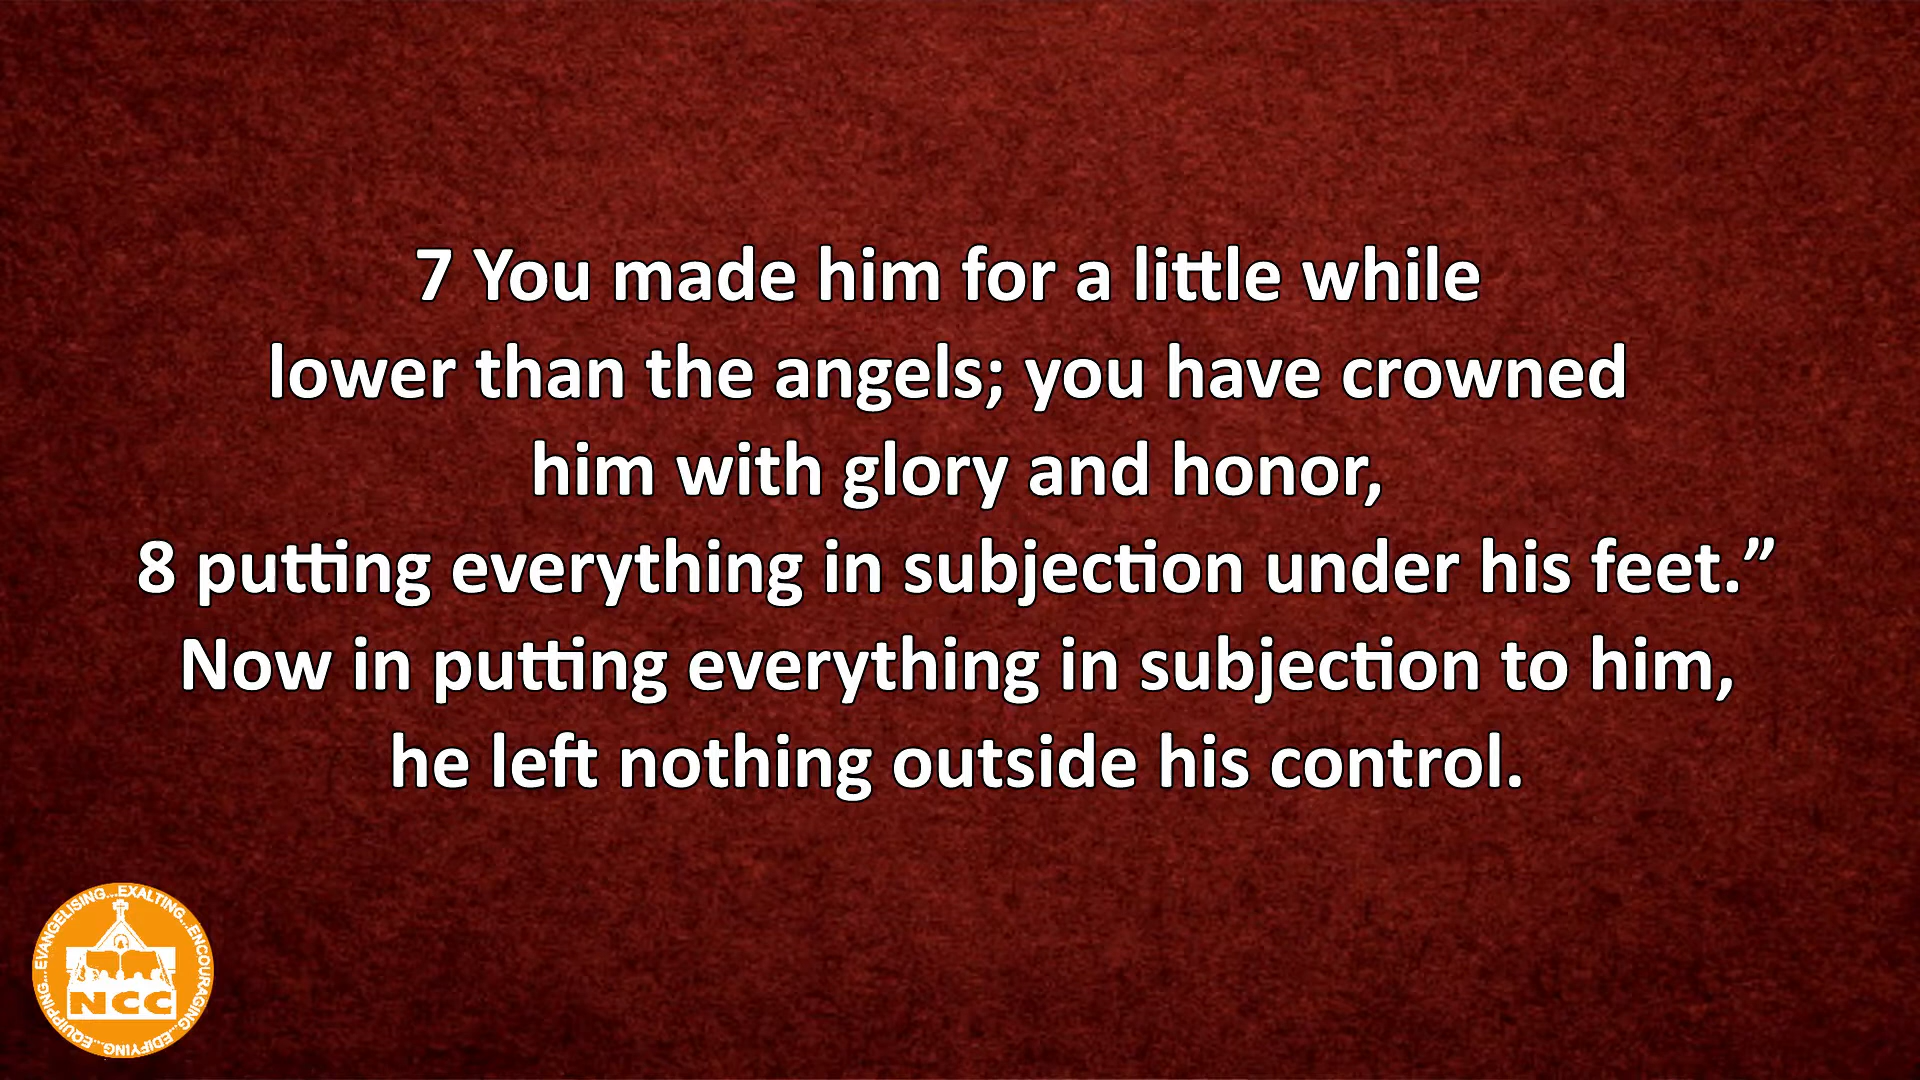 7 You made him for a little while
lower than the angels; you have crowned
him with glory and honor,
8 putting everything in subjection under his feet.”
Now in putting everything in subjection to him,
he left nothing outside his control.
EVANGELISING...EXALTING...ENCOURAGING...EDIFYING...EQUIPPING...
NCC